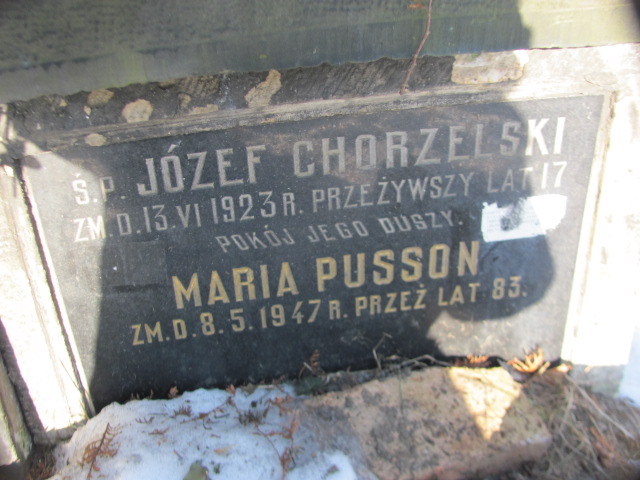 Ś.P. JÓZEF CHORZELSKI
ZM.D.13.VI 1923 R. PRZEŻYWSZY LAT 17
POKÓJ JEGO DUSZY.
MARIA PUSSON
ZM.D.8.5.1947 R. PRZEŻ LAT 83.